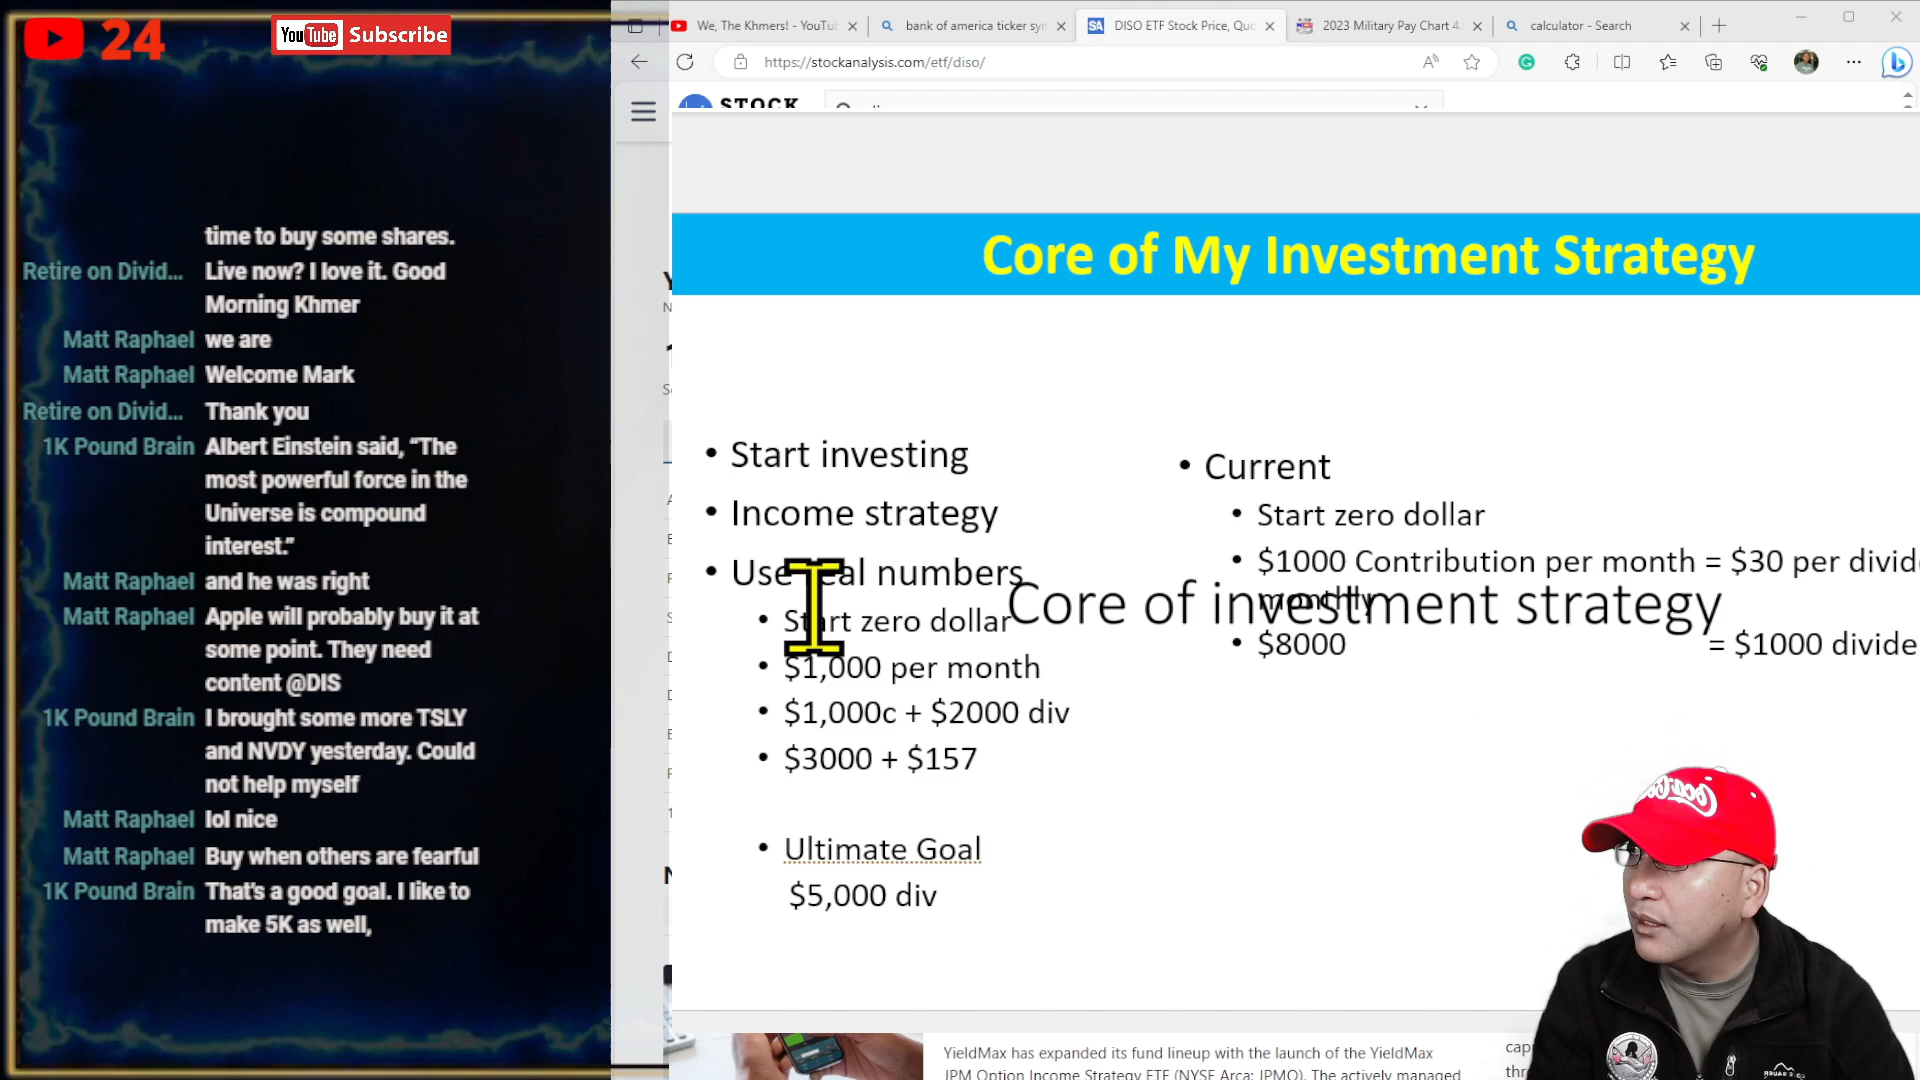 24
YouTube Subscribe
time to buy some shares.
Retire on Divid... Live now? I love it. Good
Morning Khmer
Matt Raphael we are
Matt Raphael Welcome Mark
Retire on Divid... Thank you
1K Pound Brain Albert Einstein said, “The
most powerful force in the
Universe is compound
interest.”
Matt Raphael and he was right
Matt Raphael Apple will probably buy it at
some point. They need
content @DIS
1K Pound Brain I brought some more TSLY
and NVDY yesterday. Could
not help myself
Matt Raphael lol nice
Matt Raphael Buy when others are fearful
1K Pound Brain That's a good goal. I like to
make 5K as well,
We, The Khmers! - YouTu
bank of america ticker syn
SA DISO ETF Stock Price, Quo
2023 Military Pay Chart 4.
calculator - Search
https://stockanalysis.com/etf/diso/
STOCK
Core of My Investment Strategy
• Start investing
• Income strategy
• Use real numbers
• Start zero dollar
• $1,000 per month
• $1,000c + $2000 div
• $3000 + $157
• Ultimate Goal
$5,000 div
• Current
• Start zero dollar
• $1000 Contribution per month = $30 per divid
monthly
• $8000 = $1000 divide
Core of investment strategy
YieldMax has expanded its fund lineup with the launch of the YieldMax
JPM Option Income Strategy ETF (NYSE Arca: JPMO). The actively managed
Coca-Co